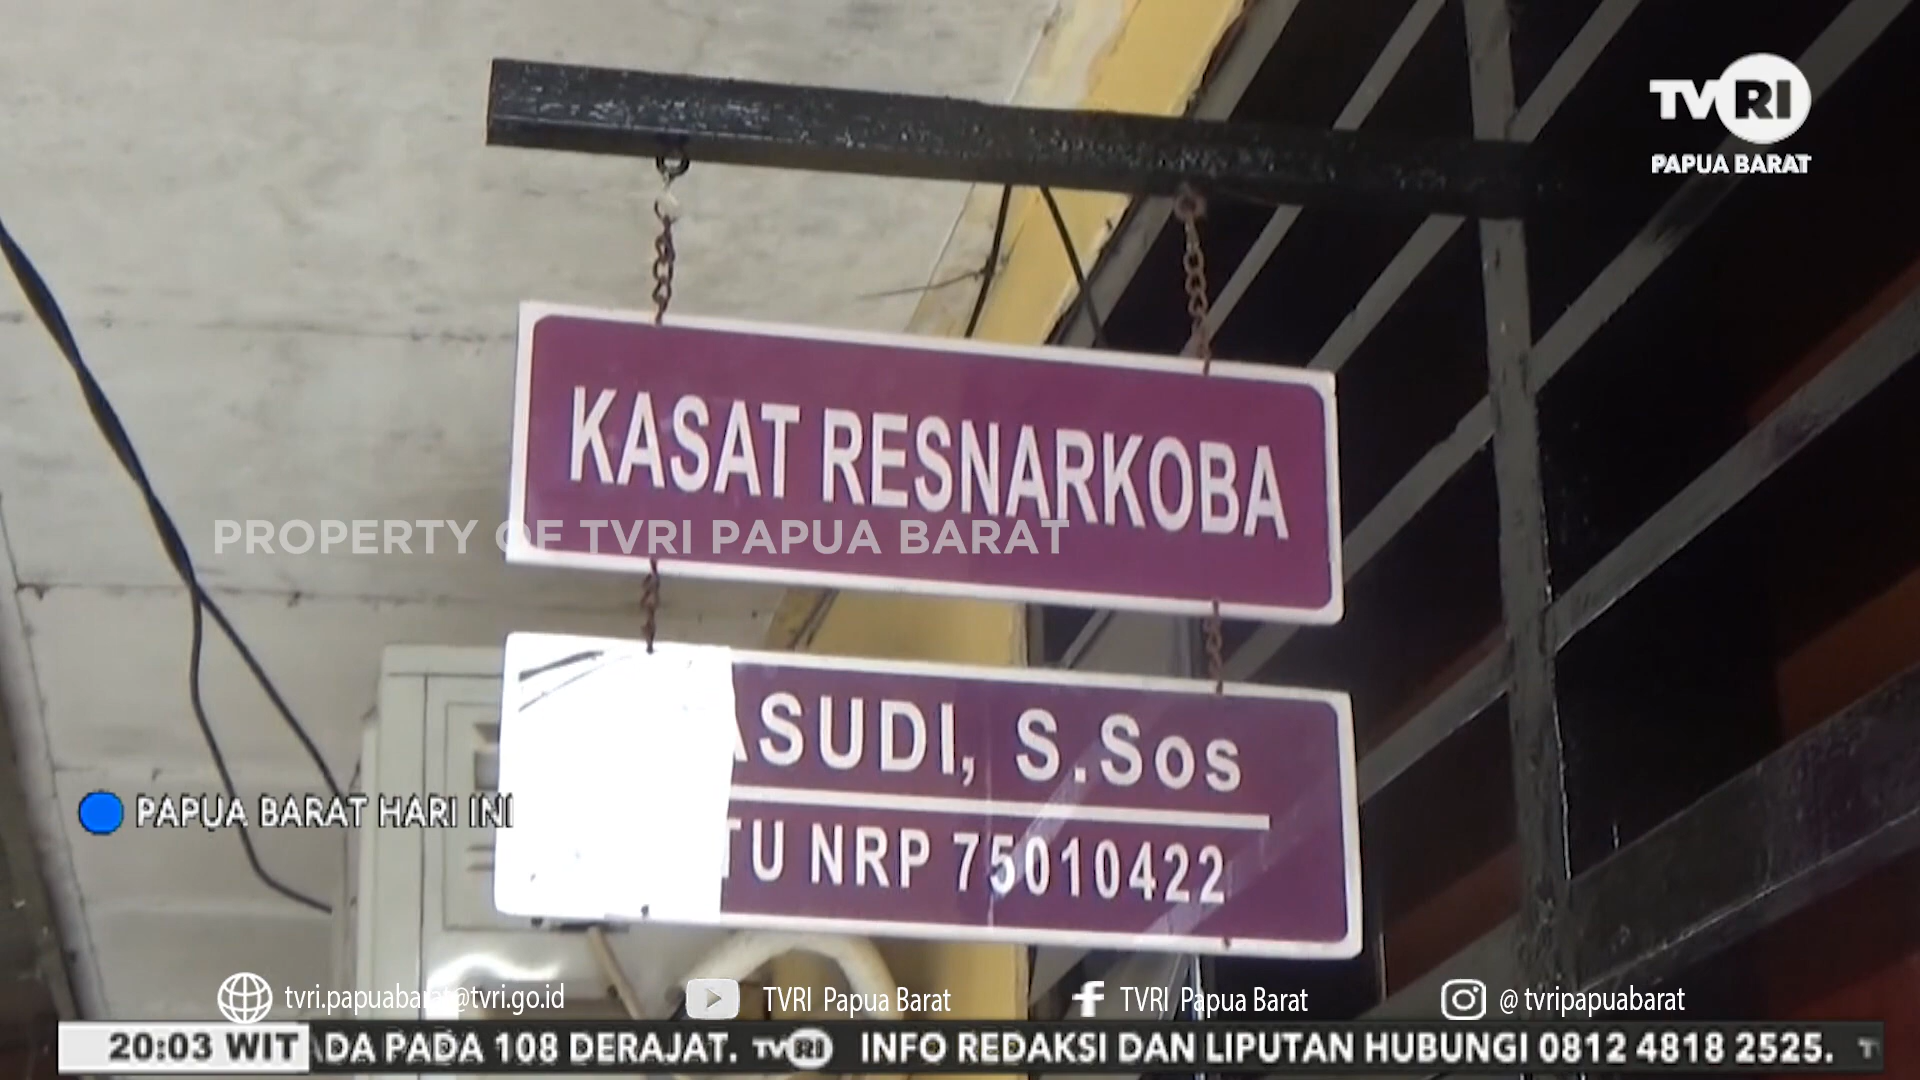 TVRI
PAPUA BARAT
KASAT RESNARKOBA
PROPERTY OF TVRI PAPUA BARAT
ASUDI, S.Sos
TU NRP 75010422
PAPUA BARAT HARI INI
tvri.papuabarat@tvri.go.id
TVRI Papua Barat
TVRI Papua Barat
@tvripapuabarat
20:03 WIT ADA PADA 108 DERAJAT. TVRI INFO REDAKSI DAN LIPUTAN HUBUNGI 0812 4818 2525.